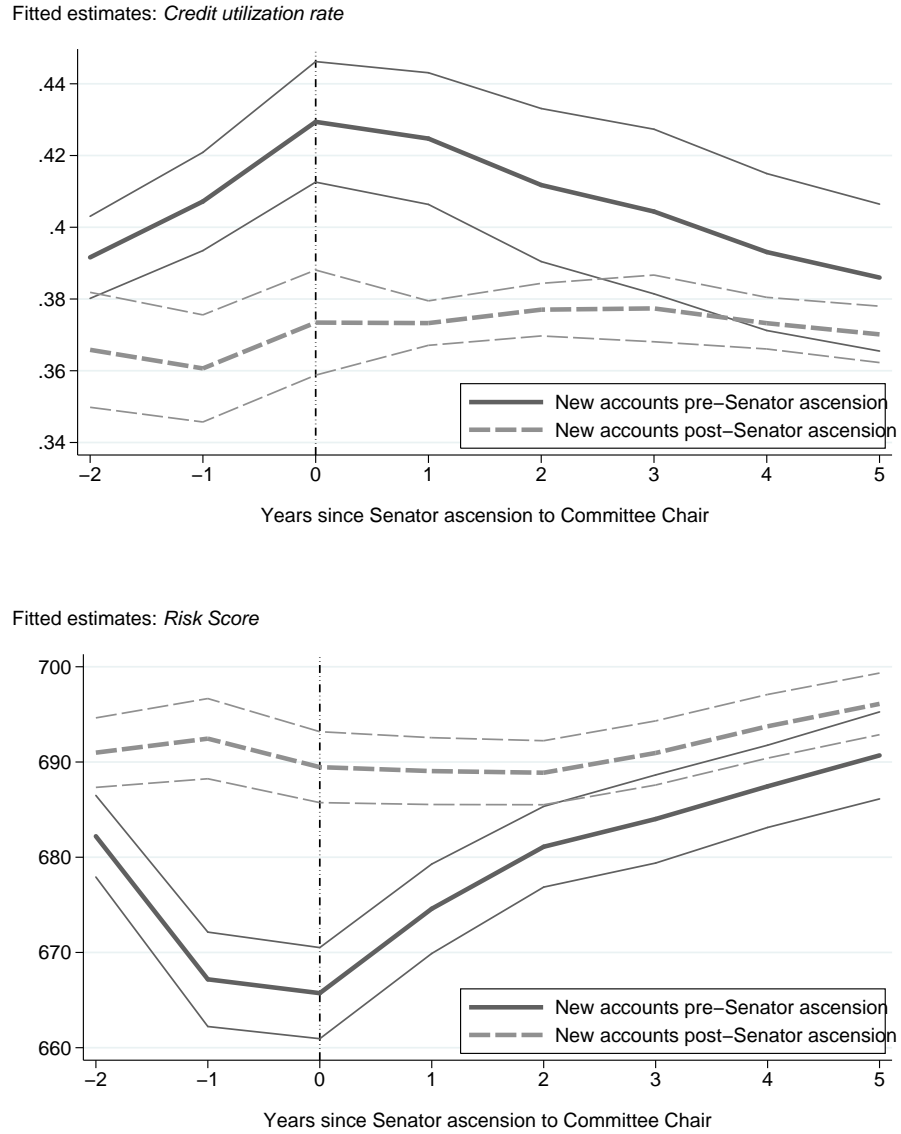 Fitted estimates: Credit utilization rate
.44
.42
.4
.38
.36
.34
New accounts pre−Senator ascension
New accounts post−Senator ascension
−2 −1 0 1 2 3 4 5
Years since Senator ascension to Committee Chair
Fitted estimates: Risk Score
700
690
680
670
660
New accounts pre−Senator ascension
New accounts post−Senator ascension
−2 −1 0 1 2 3 4 5
Years since Senator ascension to Committee Chair